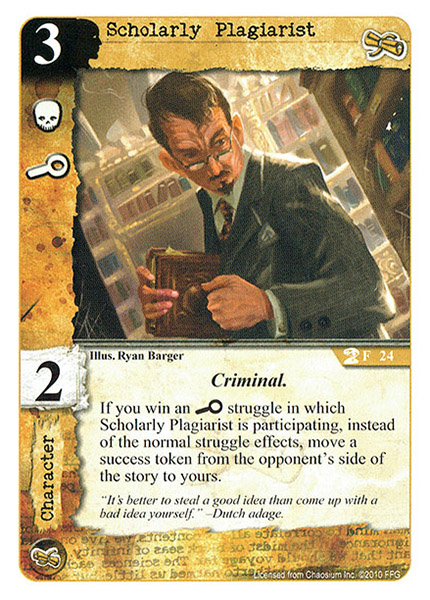 3
Scholarly Plagiarist
Illus. Ryan Barger
F 24
2
Character
Criminal.
If you win an struggle in which
Scholarly Plagiarist is participating, instead
of the normal struggle effects, move a
success token from the opponent's side of
the story to yours.
“It's better to steal a good idea than come up with a
bad idea yourself.” –Dutch adage.
Licensed from Chaosium Inc. ©2010 FFG